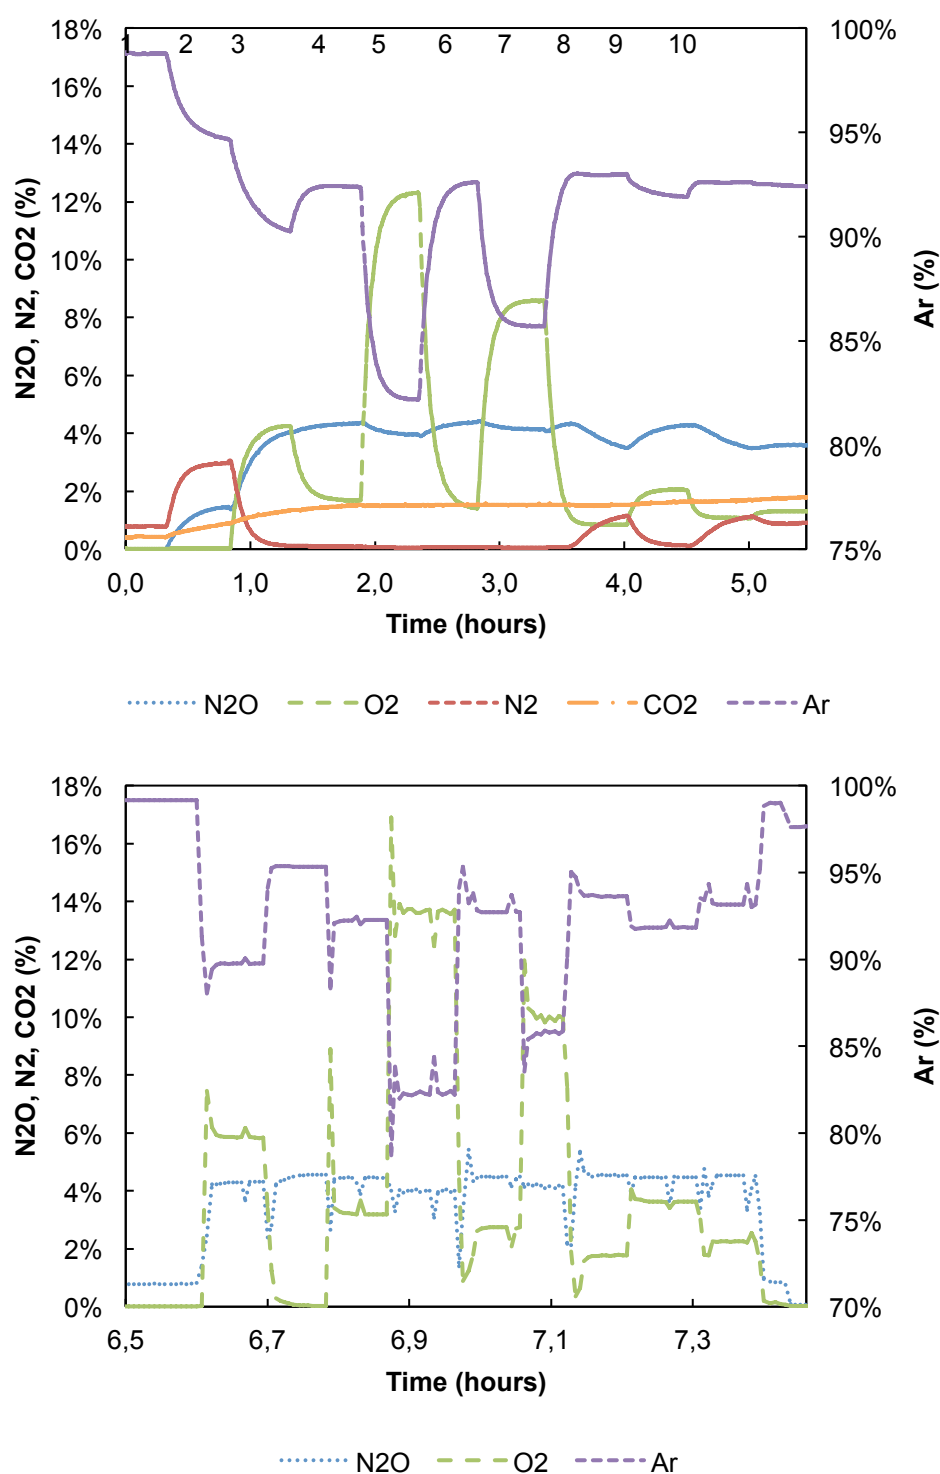 18% 1 2 3 4 5 6 7 8 9 10 100%
16%
95%
14%
12%
90%
10%
8%
85%
6%
4%
80%
2%
0%
75%
N2O, N2, CO2 (%)
Ar (%)
0,0 1,0 2,0 3,0 4,0 5,0
Time (hours)
N2O O2 N2 CO2 Ar
18% 100%
16%
95%
14%
12%
90%
10%
85%
8%
6% 80%
4%
75%
2%
0% 70%
N2O, N2, CO2 (%)
Ar (%)
6,5 6,7 6,9 7,1 7,3
Time (hours)
N2O O2 Ar